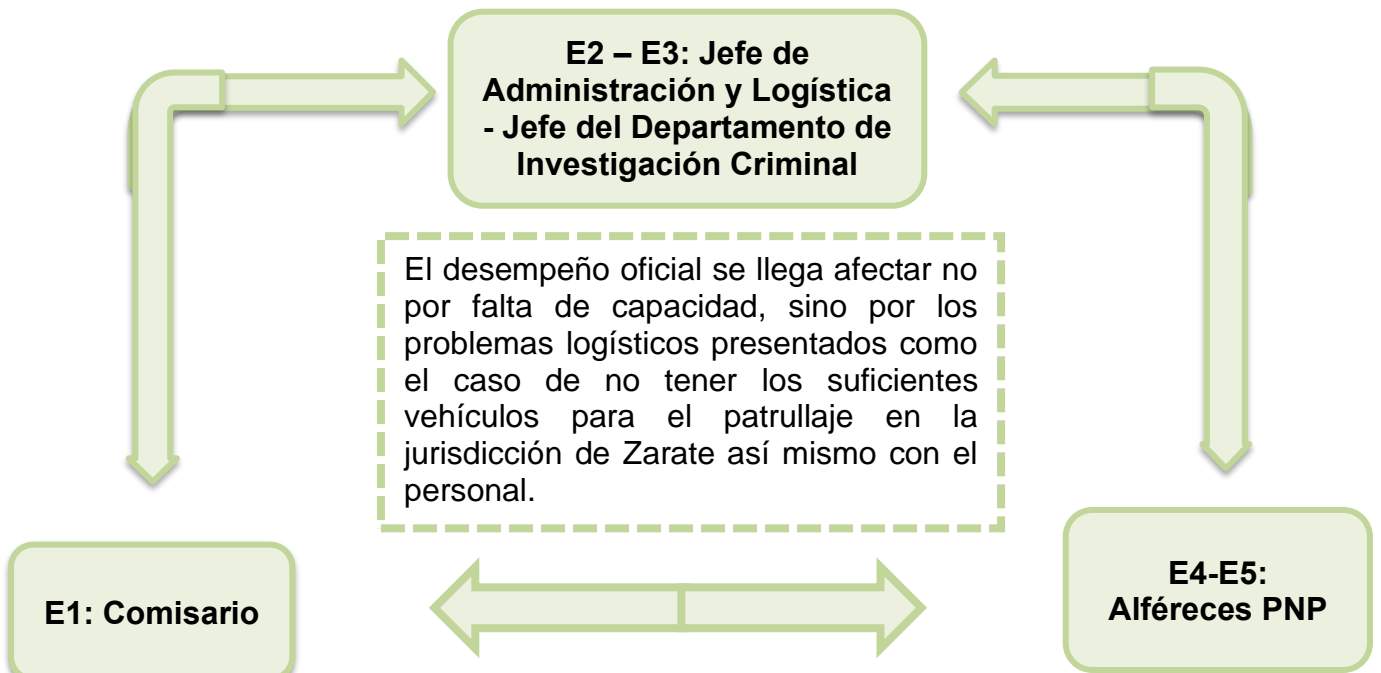 E2 – E3: Jefe de
Administración y Logística
- Jefe del Departamento de
Investigación Criminal
El desempeño oficial se llega afectar no
por falta de capacidad, sino por los
problemas logísticos presentados como
el caso de no tener los suficientes
vehículos para el patrullaje en la
jurisdicción de Zarate así mismo con el
personal.
E1: Comisario
E4-E5:
Alféreces PNP